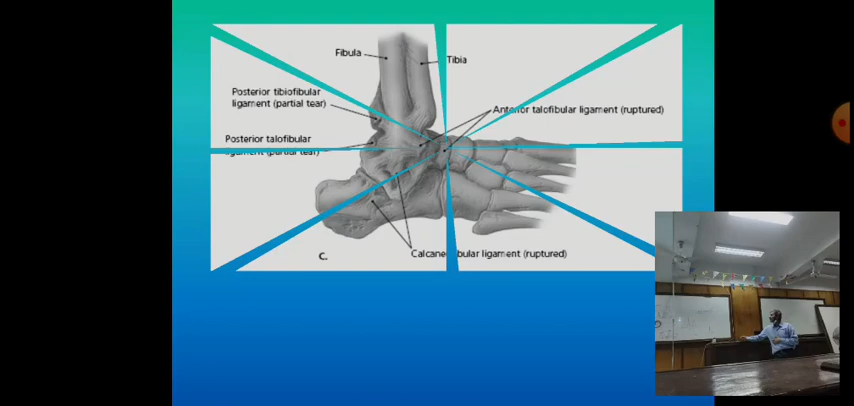 Fibula
Tibia
Posterior tibiofibular
ligament (partial tear)
Anterior talofibular ligament (ruptured)
Posterior talofibular
ligament (partial tear)
Calcaneofibular ligament (ruptured)
C.